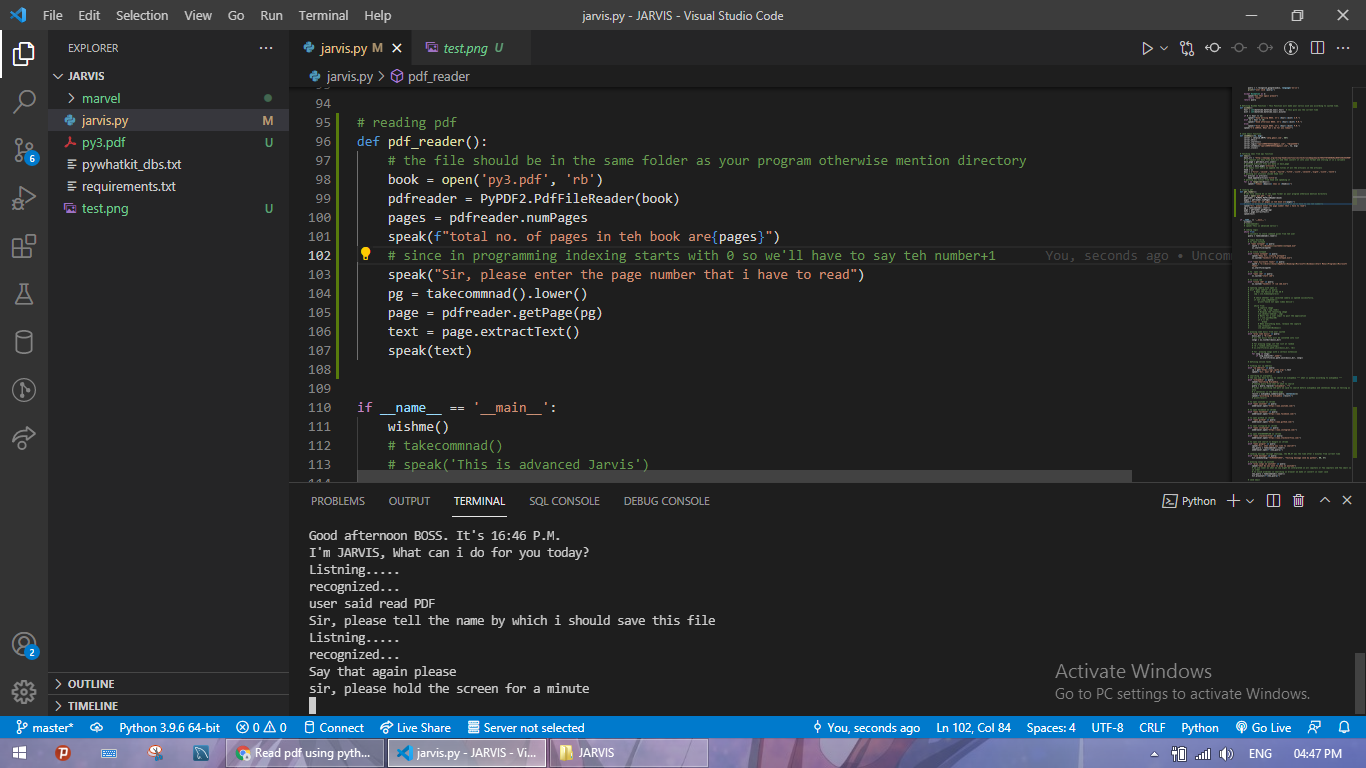 File Edit Selection View Go Run Terminal Help
jarvis.py - JARVIS - Visual Studio Code
EXPLORER
JARVIS
marvel
jarvis.py M
py3.pdf U
pywhatkit_dbs.txt
requirements.txt
test.png U
OUTLINE
TIMELINE
6
2
jarvis.py M
test.png U
jarvis.py > pdf_reader
94
95 # reading pdf
96 def pdf_reader():
97 # the file should be in the same folder as your program otherwise mention directory
98 book = open('py3.pdf', 'rb')
99 pdfreader = PyPDF2.PdfFileReader(book)
100 pages = pdfreader.numPages
101 speak(f"total no. of pages in teh book are{pages}")
102 # since in programming indexing starts with 0 so we'll have to say teh number+1 You, seconds ago • Uncom
103 speak("Sir, please enter the page number that i have to read")
104 pg = takecommnad().lower()
105 page = pdfreader.getPage(pg)
106 text = page.extractText()
107 speak(text)
108
109
110 if __name__ == '__main__':
111 wishme()
112 # takecommnad()
113 # speak('This is advanced Jarvis')
PROBLEMS OUTPUT TERMINAL SQL CONSOLE DEBUG CONSOLE
Python
Good afternoon BOSS. It's 16:46 P.M.
I'm JARVIS, What can i do for you today?
Listning.....
recognized...
user said read PDF
Sir, please tell the name by which i should save this file
Listning.....
recognized...
Say that again please
sir, please hold the screen for a minute
Activate Windows
Go to PC settings to activate Windows.
master* Python 3.9.6 64-bit 0 0 Connect Live Share Server not selected You, seconds ago Ln 102, Col 84 Spaces: 4 UTF-8 CRLF Python Go Live
Read pdf using pyth... jarvis.py - JARVIS - Vi... JARVIS ENG 04:47 PM